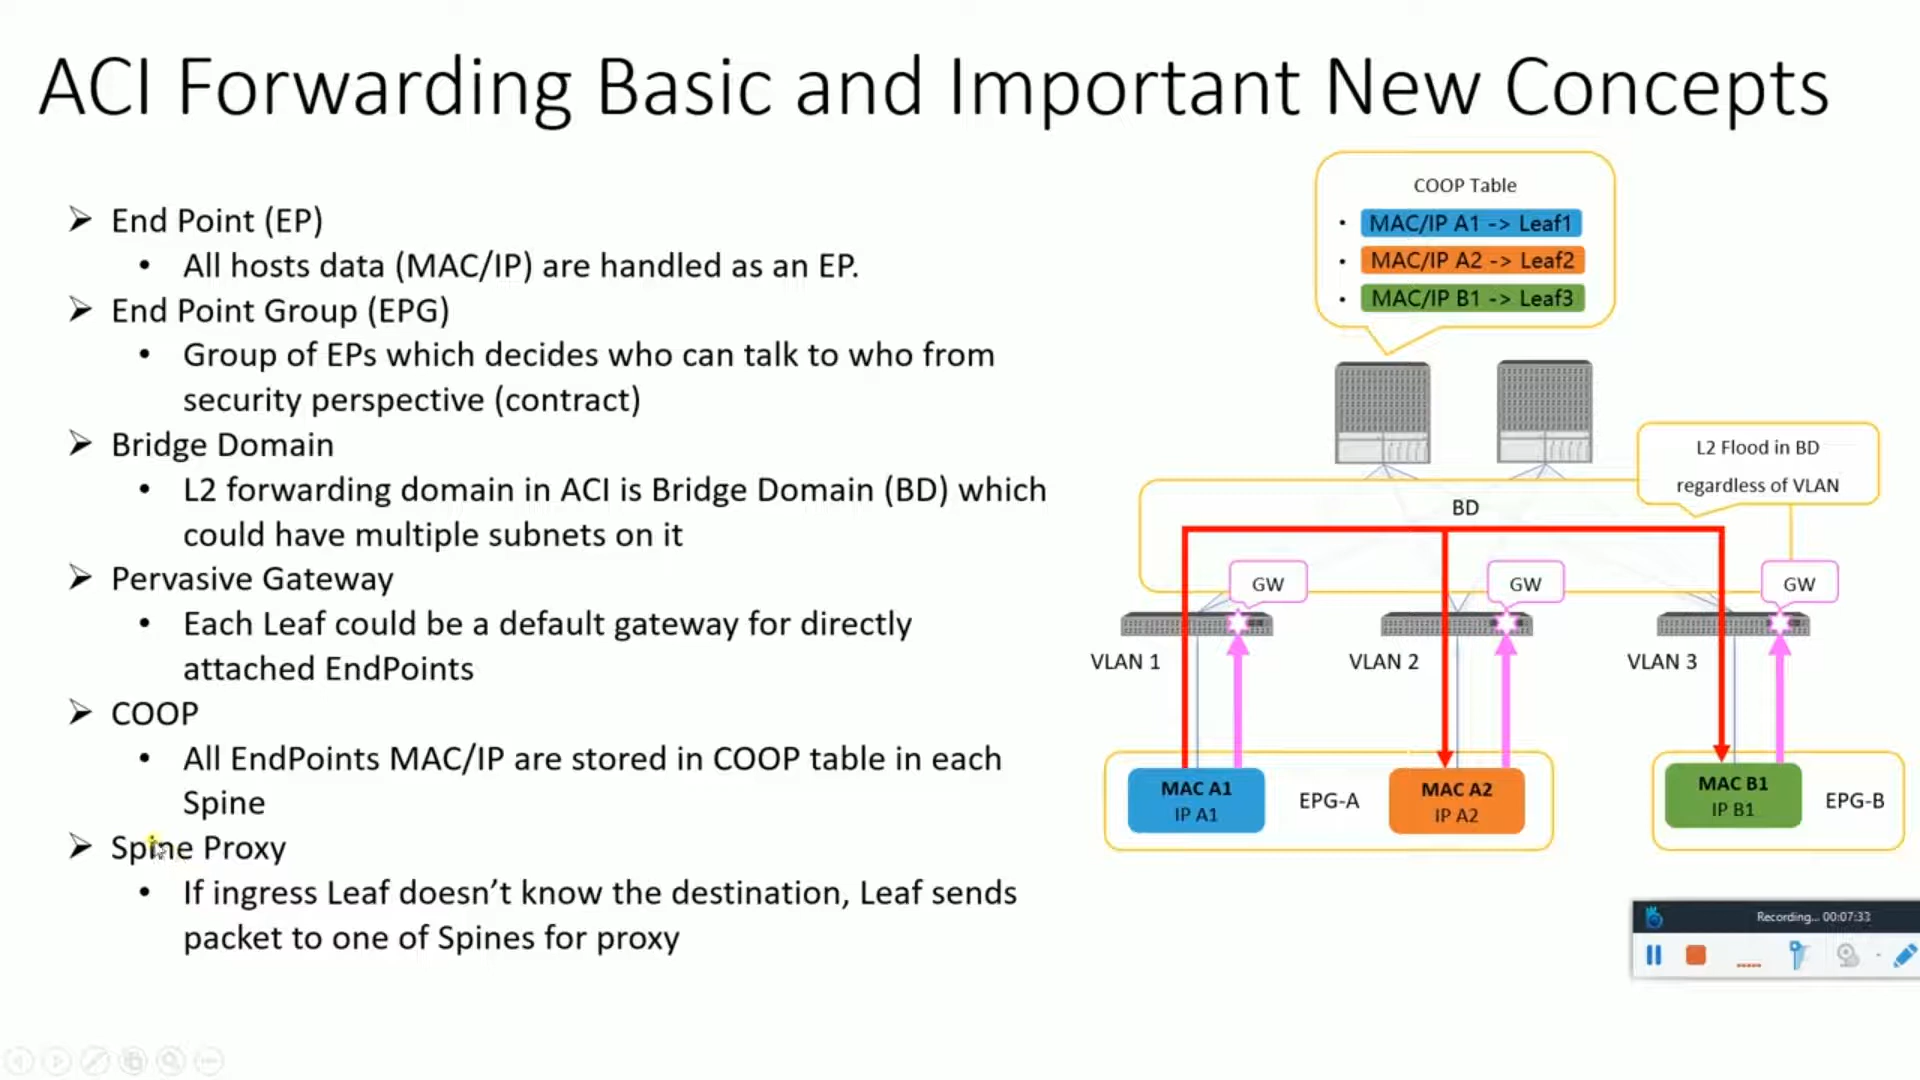 ACI Forwarding Basic and Important New Concepts
➢ End Point (EP)
• All hosts data (MAC/IP) are handled as an EP.
➢ End Point Group (EPG)
• Group of EPs which decides who can talk to who from
security perspective (contract)
➢ Bridge Domain
• L2 forwarding domain in ACI is Bridge Domain (BD) which
could have multiple subnets on it
➢ Pervasive Gateway
• Each Leaf could be a default gateway for directly
attached EndPoints
➢ COOP
• All EndPoints MAC/IP are stored in COOP table in each
Spine
➢ Spine Proxy
• If ingress Leaf doesn’t know the destination, Leaf sends
packet to one of Spines for proxy
COOP Table
• MAC/IP A1 -> Leaf1
• MAC/IP A2 -> Leaf2
• MAC/IP B1 -> Leaf3
L2 Flood in BD
regardless of VLAN
BD
GW
GW
GW
VLAN 1
VLAN 2
VLAN 3
MAC A1
IP A1
EPG-A
MAC A2
IP A2
MAC B1
IP B1
EPG-B
Recording... 00:07:33